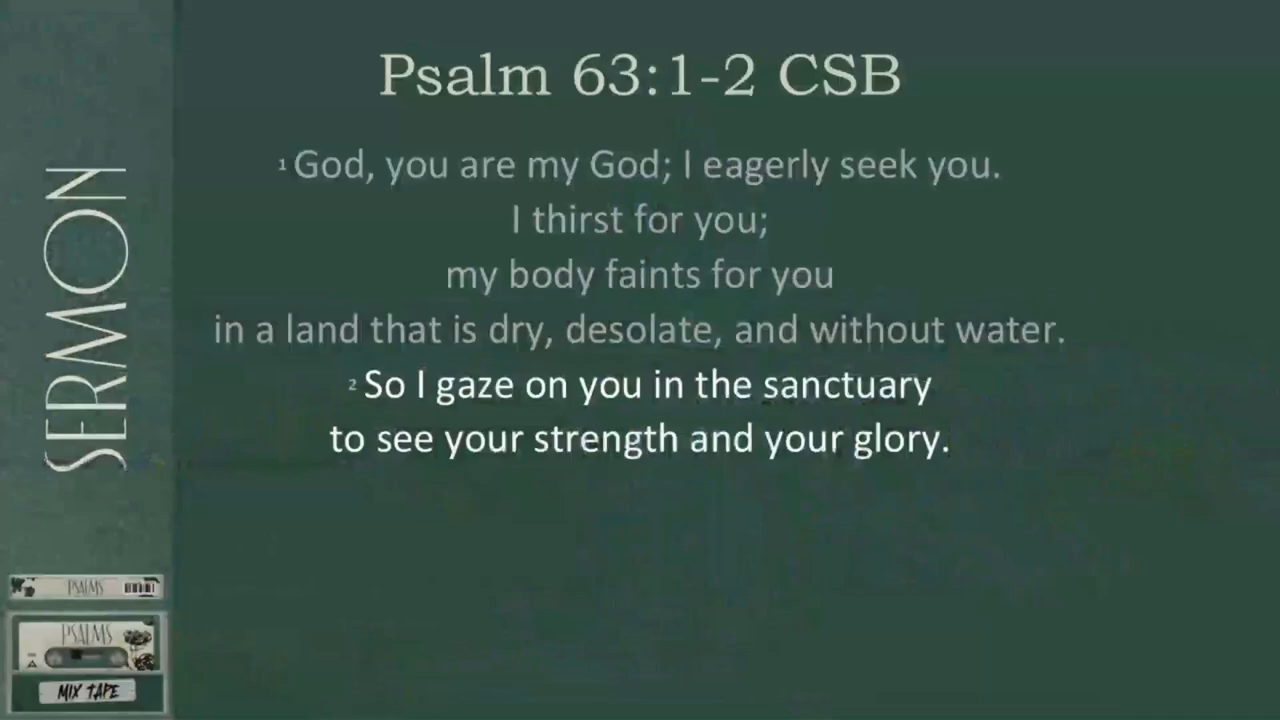 Psalm 63:1-2 CSB
1 God, you are my God; I eagerly seek you.
I thirst for you;
my body faints for you
in a land that is dry, desolate, and without water.
2 So I gaze on you in the sanctuary
to see your strength and your glory.
SERMON
PSALMS
PSALMS
MIX TAPE